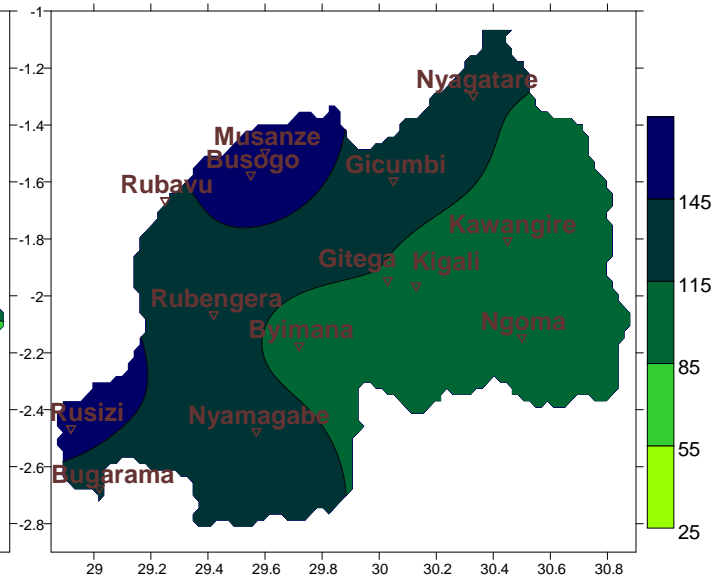 -1
-1.2
Nyagatare
-1.4
Musanze
Busogo
Gicumbi
-1.6
Rubavu
145
-1.8
Kawangire
Gitega
Kigali
115
-2
Rubengera
Byimana
Ngoma
-2.2
85
-2.4
Rusizi
Nyamagabe
55
-2.6
Bugarama
-2.8
25
29 29.2 29.4 29.6 29.8 30 30.2 30.4 30.6 30.8